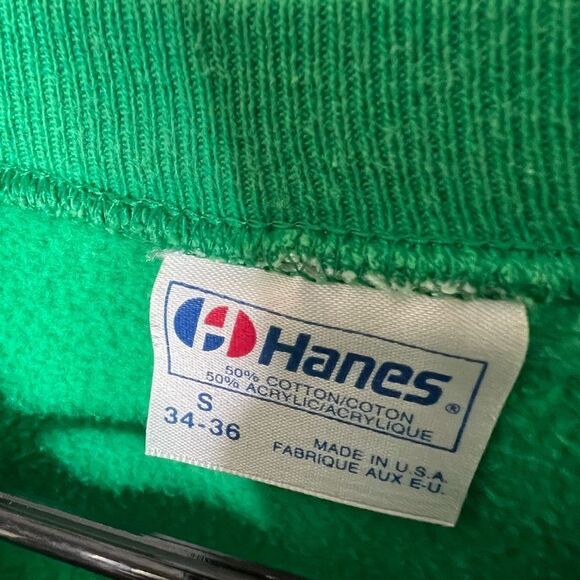 Hanes®
50% COTTON/COTON
50% ACRYLIC/ACRYLIQUE
S
34-36
MADE IN U.S.A.
FABRIQUE AUX E-U.